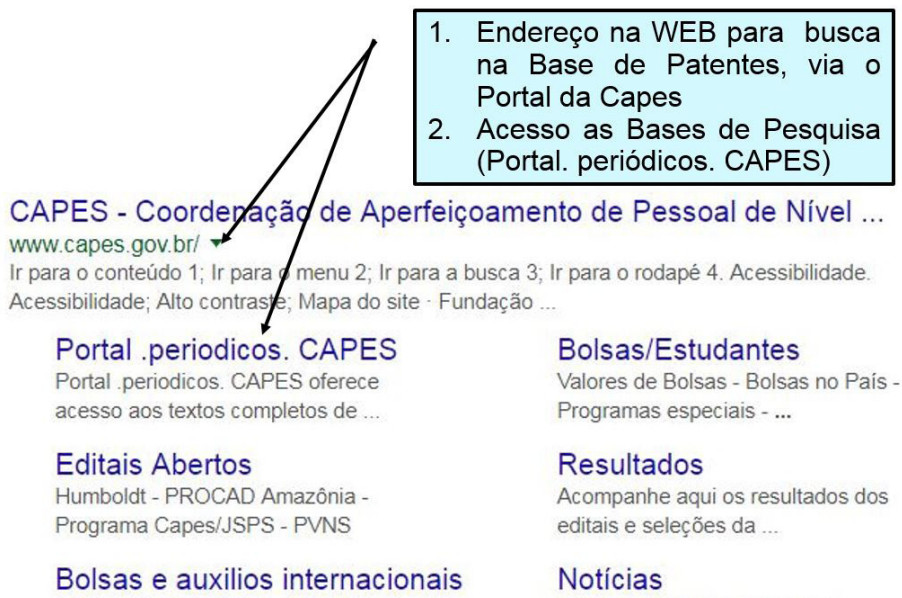 1. Endereço na WEB para busca
na Base de Patentes, via o
Portal da Capes
2. Acesso as Bases de Pesquisa
(Portal. periódicos. CAPES)
CAPES - Coordenação de Aperfeiçoamento de Pessoal de Nível ...
www.capes.gov.br/
Ir para o conteúdo 1; Ir para o menu 2; Ir para a busca 3; Ir para o rodapé 4. Acessibilidade.
Acessibilidade; Alto contraste; Mapa do site · Fundação ...
Portal .periodicos. CAPES
Portal .periodicos. CAPES oferece
acesso aos textos completos de ...
Bolsas/Estudantes
Valores de Bolsas - Bolsas no País -
Programas especiais - ...
Editais Abertos
Humboldt - PROCAD Amazônia -
Programa Capes/JSPS - PVNS
Resultados
Acompanhe aqui os resultados dos
editais e seleções da ...
Bolsas e auxilios internacionais
Notícias